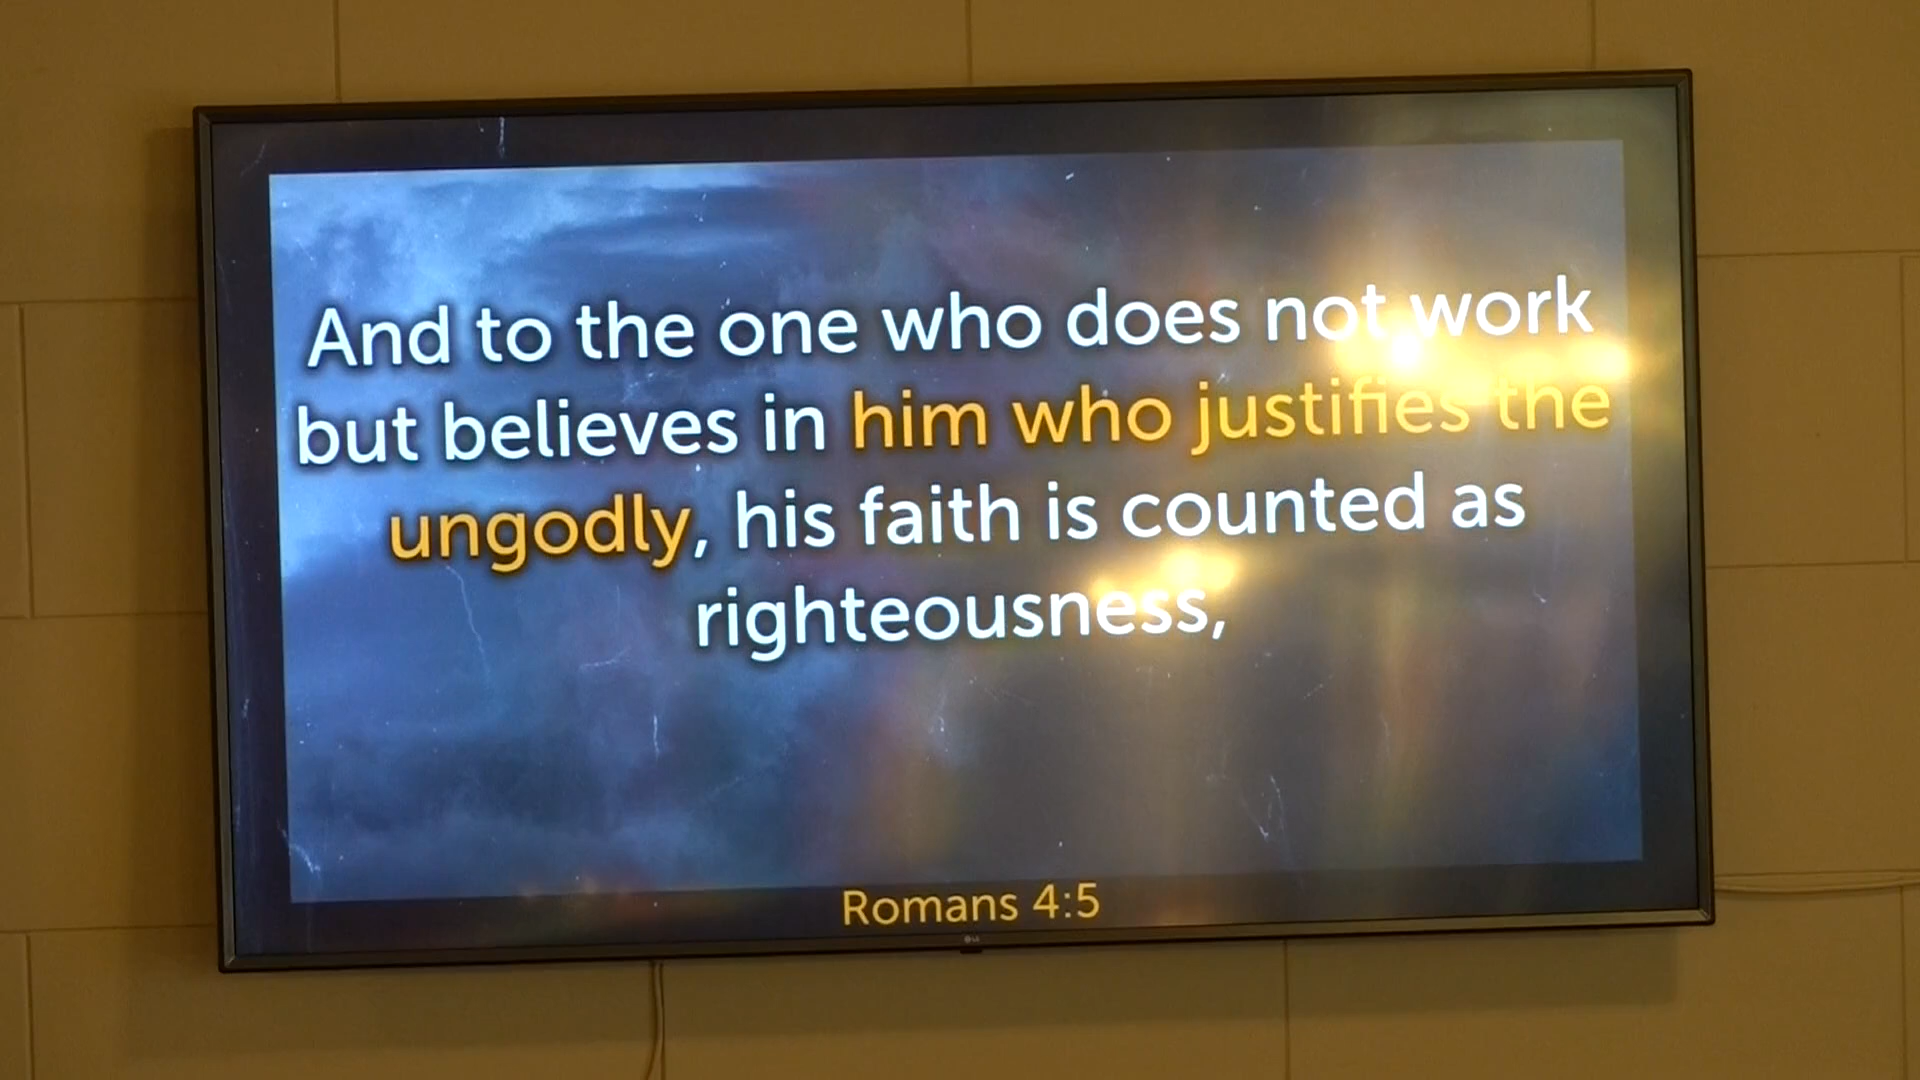 And to the one who does not work
but believes in him who justifies the
ungodly, his faith is counted as
righteousness,
Romans 4:5
LG